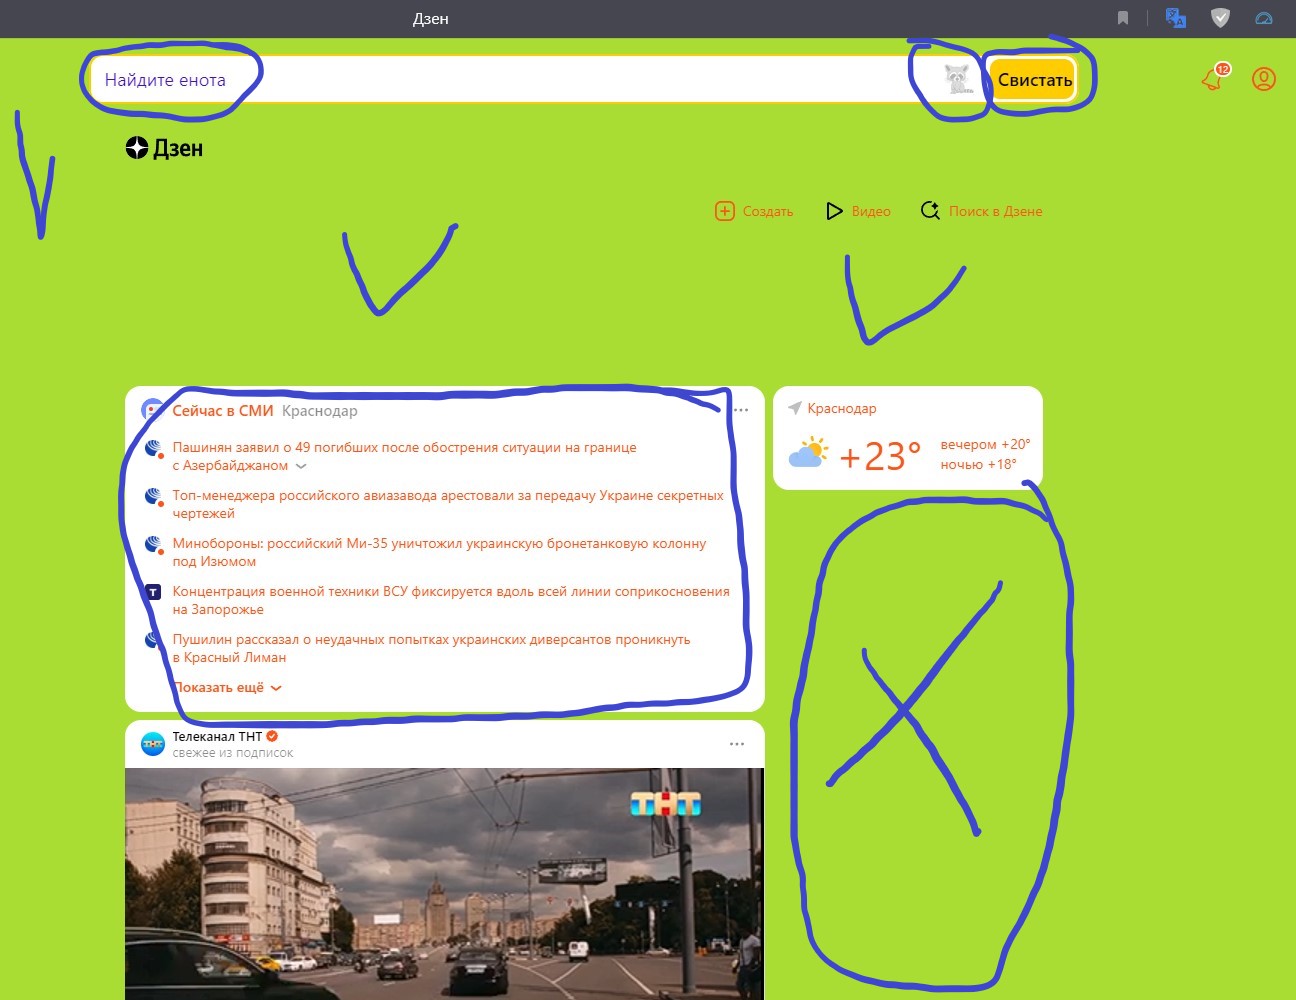 Дзен
Найдите енота
Свистать
12
Дзен
Создать
Видео
Поиск в Дзене
Сейчас в СМИ Краснодар
Пашинян заявил о 49 погибших после обострения ситуации на границе
с Азербайджаном
Топ-менеджера российского авиазавода арестовали за передачу Украине секретных
чертежей
Минобороны: российский Ми-35 уничтожил украинскую бронетанковую колонну
под Изюмом
Т
Концентрация военной техники ВСУ фиксируется вдоль всей линии соприкосновения
на Запорожье
Пушилин рассказал о неудачных попытках украинских диверсантов проникнуть
в Красный Лиман
Показать ещё
Краснодар
+23°
вечером +20°
ночью +18°
ТНТ
Телеканал ТНТ
свежее из подписок
ТНТ